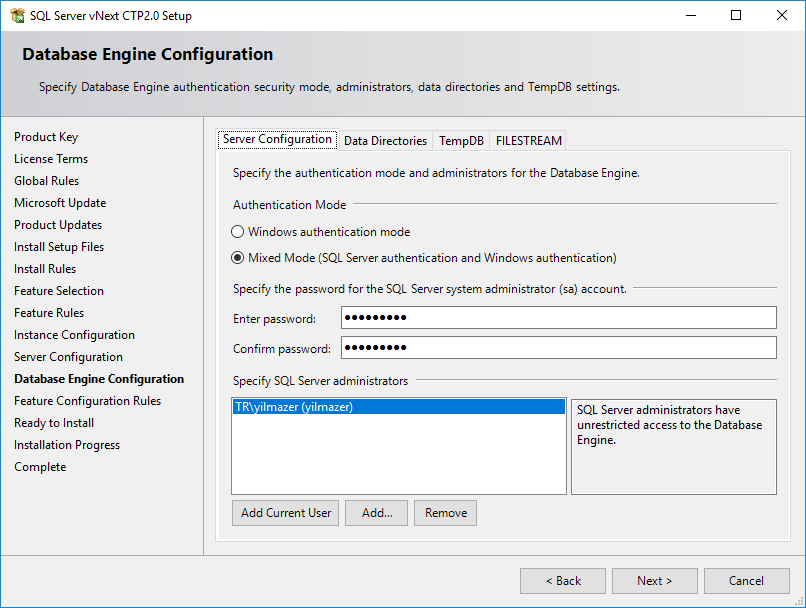 SQL Server vNext CTP2.0 Setup
Database Engine Configuration
Specify Database Engine authentication security mode, administrators, data directories and TempDB settings.
Product Key
License Terms
Global Rules
Microsoft Update
Product Updates
Install Setup Files
Install Rules
Feature Selection
Feature Rules
Instance Configuration
Server Configuration
Database Engine Configuration
Feature Configuration Rules
Ready to Install
Installation Progress
Complete
Server Configuration Data Directories TempDB FILESTREAM
Specify the authentication mode and administrators for the Database Engine.
Authentication Mode
Windows authentication mode
Mixed Mode (SQL Server authentication and Windows authentication)
Specify the password for the SQL Server system administrator (sa) account.
Enter password: ●●●●●●●●●
Confirm password: ●●●●●●●●●
Specify SQL Server administrators
TR\yilmazer (yilmazer)
SQL Server administrators have
unrestricted access to the Database
Engine.
Add Current User Add... Remove
< Back Next > Cancel